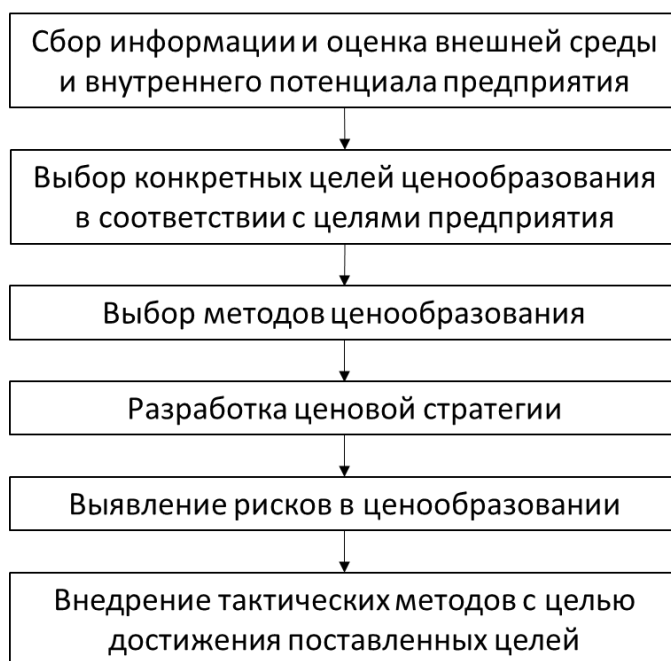 Сбор информации и оценка внешней среды
и внутреннего потенциала предприятия
Выбор конкретных целей ценообразования
в соответствии с целями предприятия
Выбор методов ценообразования
Разработка ценовой стратегии
Выявление рисков в ценообразовании
Внедрение тактических методов с целью
достижения поставленных целей